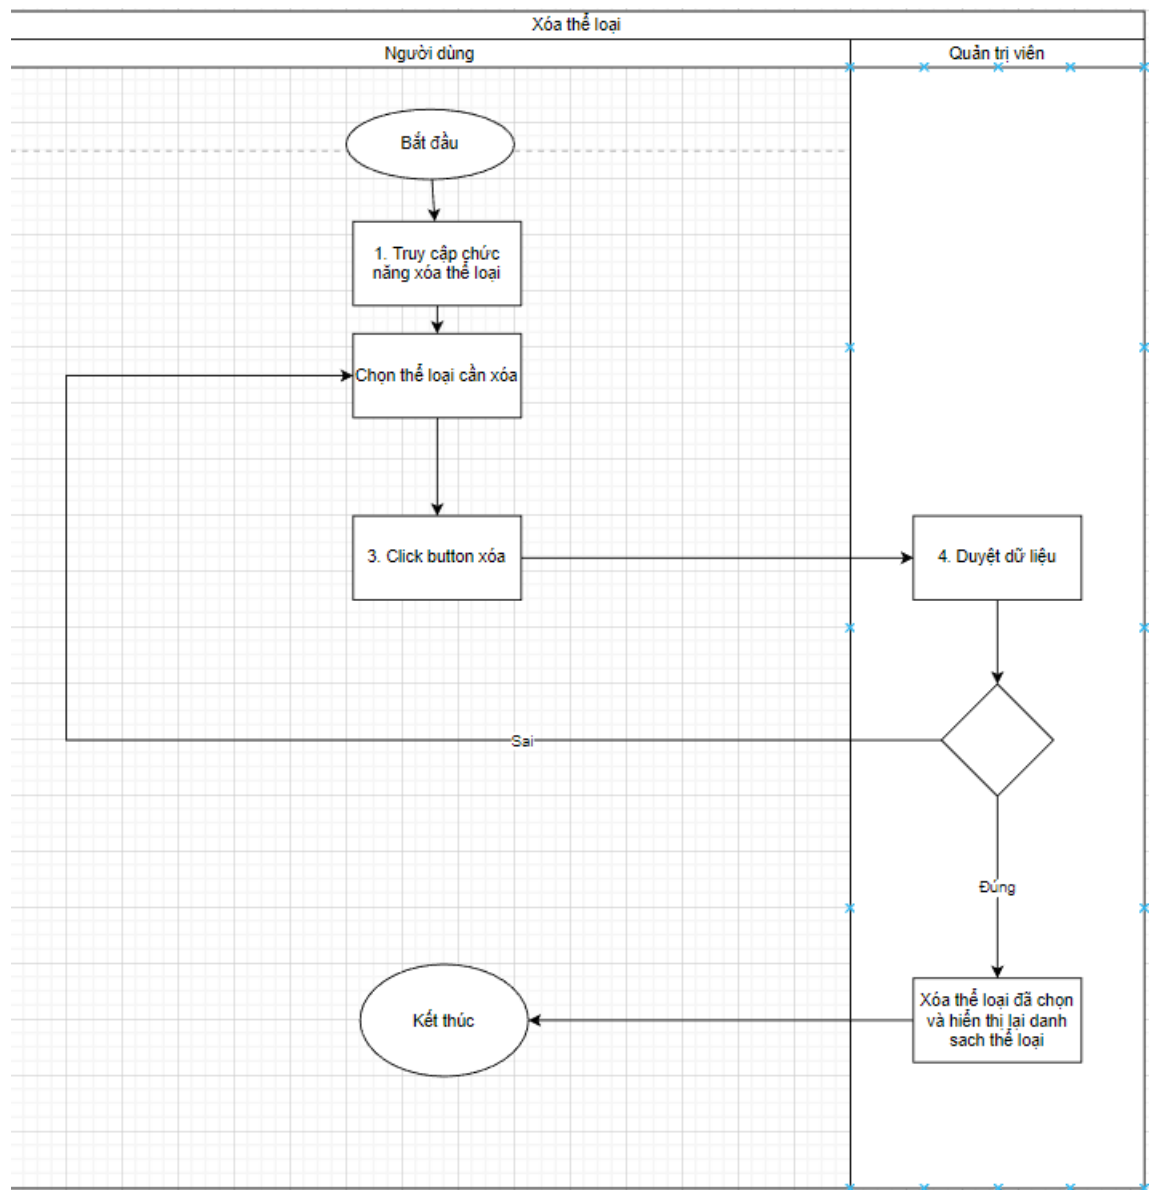 Xóa thể loại
Người dùng
Quản trị viên
Bắt đầu
1. Truy cập chức
năng xóa thể loại
Chọn thể loại cần xóa
3. Click button xóa
4. Duyệt dữ liệu
Sai
Đúng
Kết thúc
Xóa thể loại đã chọn
và hiển thị lại danh
sach thể loại